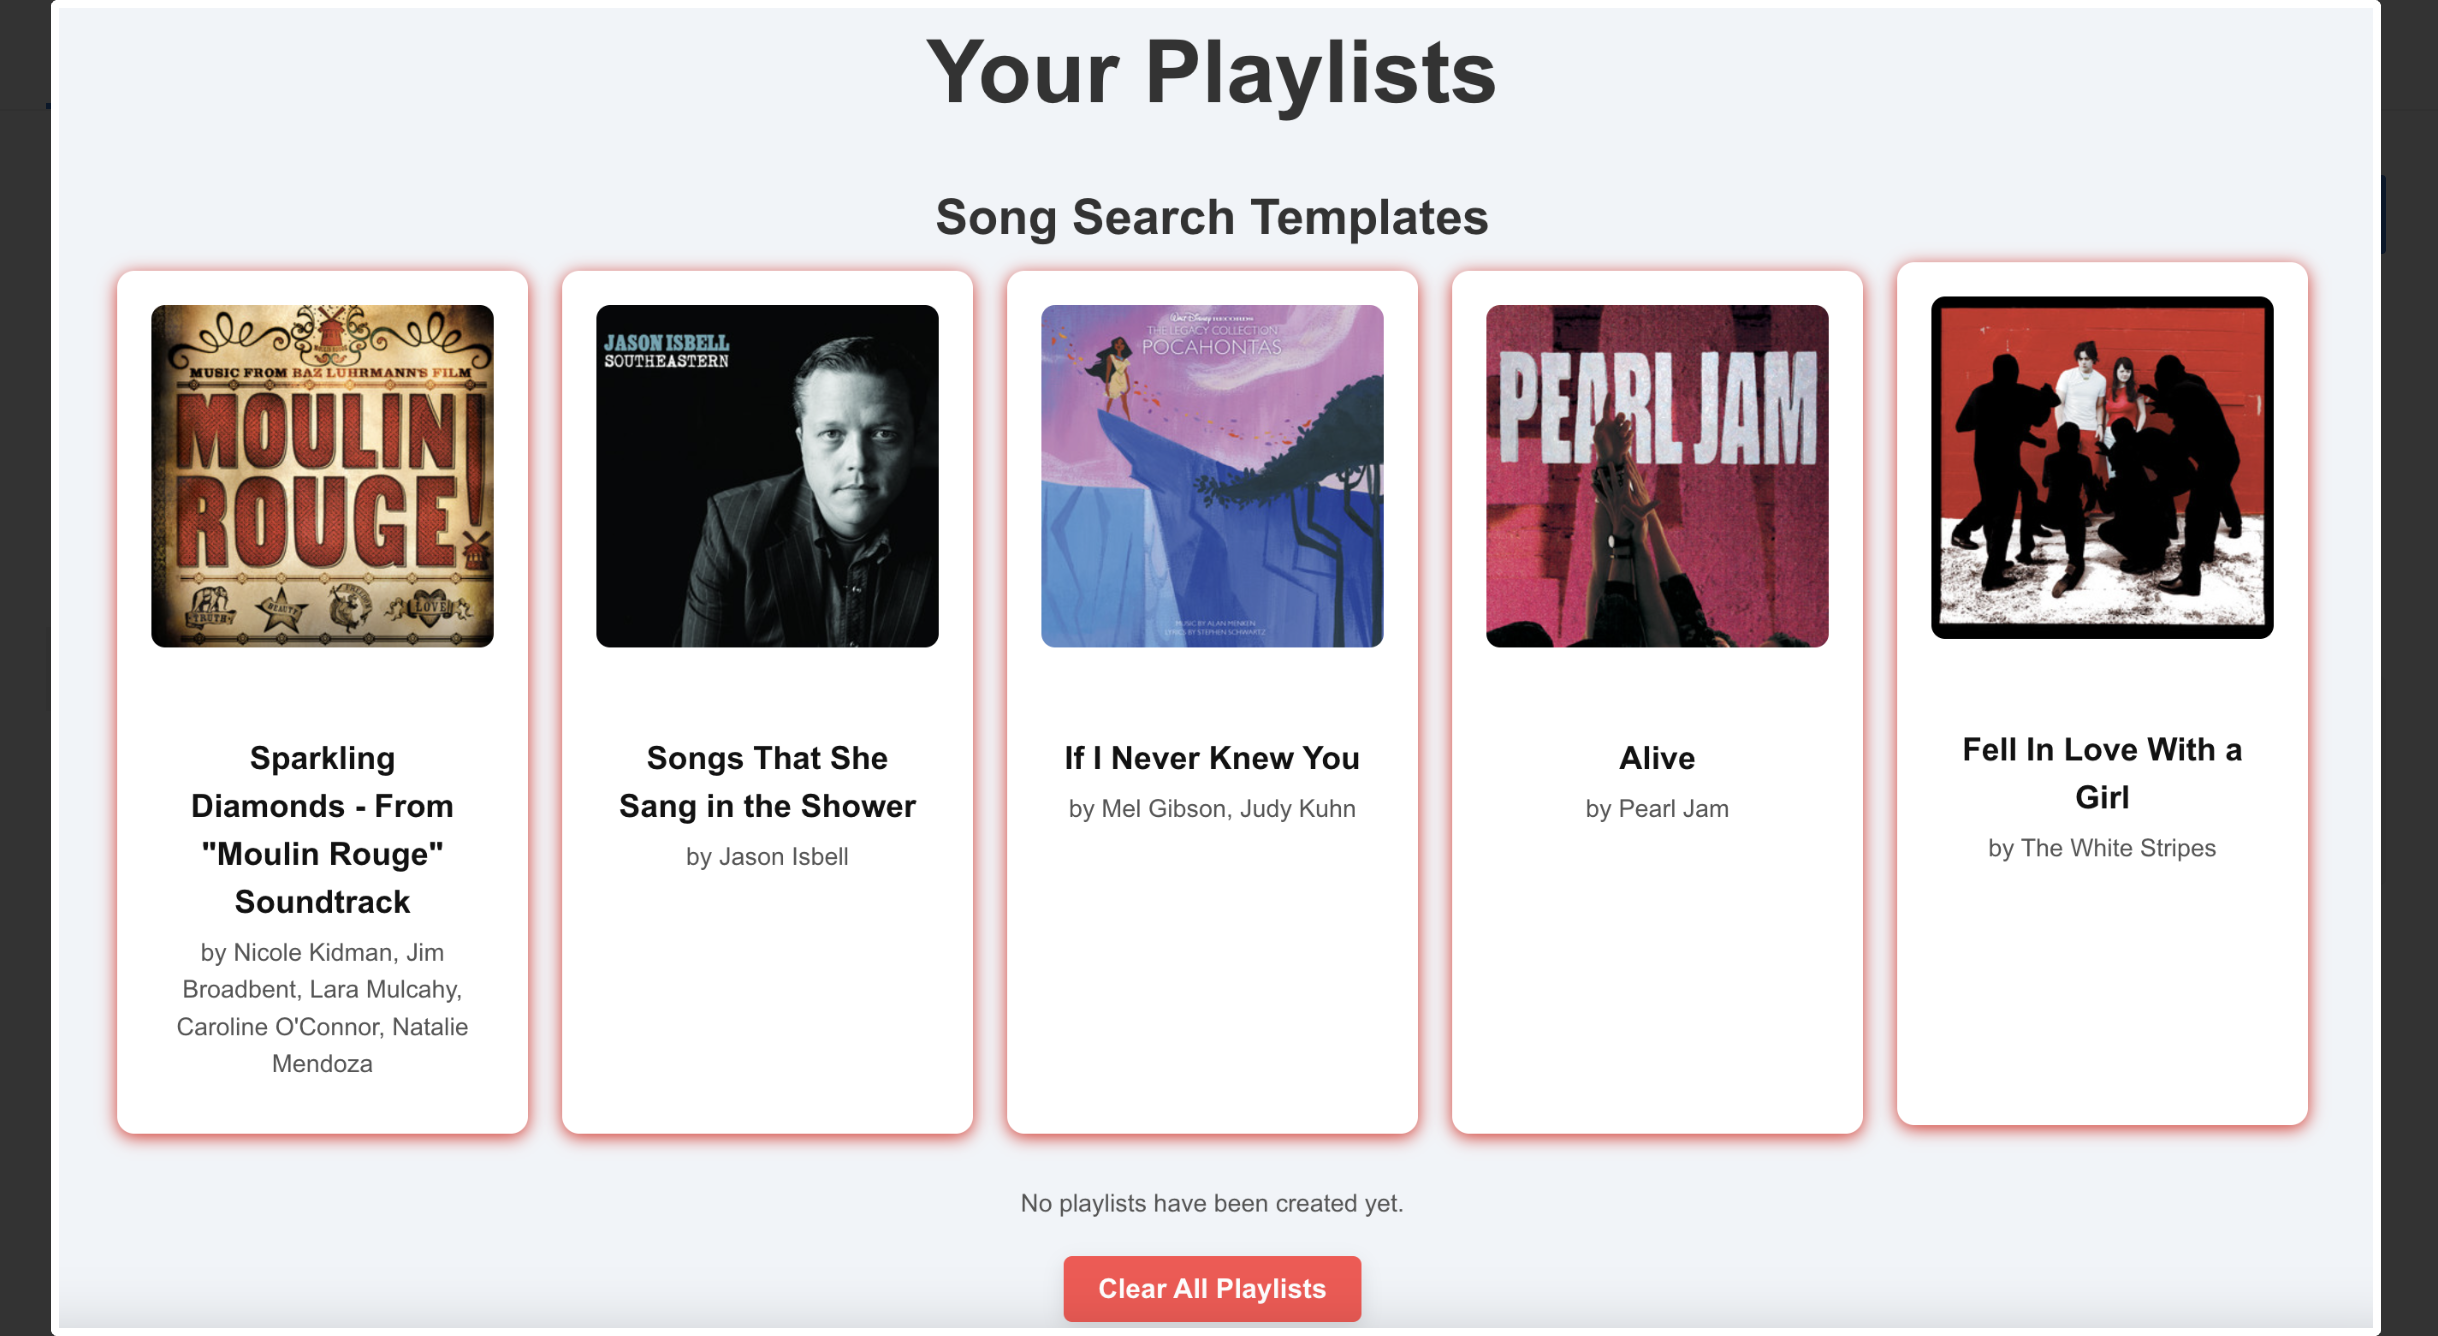 Your Playlists
Song Search Templates
MUSIC FROM BAZ LUHRMANN'S FILM
MOULIN
ROUGE!
TRUTH
BEAUTY
FREEDOM
LOVE
Sparkling
Diamonds - From
"Moulin Rouge"
Soundtrack
by Nicole Kidman, Jim
Broadbent, Lara Mulcahy,
Caroline O'Connor, Natalie
Mendoza
JASON ISBELL
SOUTHEASTERN
Songs That She
Sang in the Shower
by Jason Isbell
Walt Disney RECORDS
THE LEGACY COLLECTION
POCAHONTAS
MUSIC BY ALAN MENKEN
LYRICS BY STEPHEN SCHWARTZ
If I Never Knew You
by Mel Gibson, Judy Kuhn
PEARL JAM
Alive
by Pearl Jam
Fell In Love With a
Girl
by The White Stripes
No playlists have been created yet.
Clear All Playlists